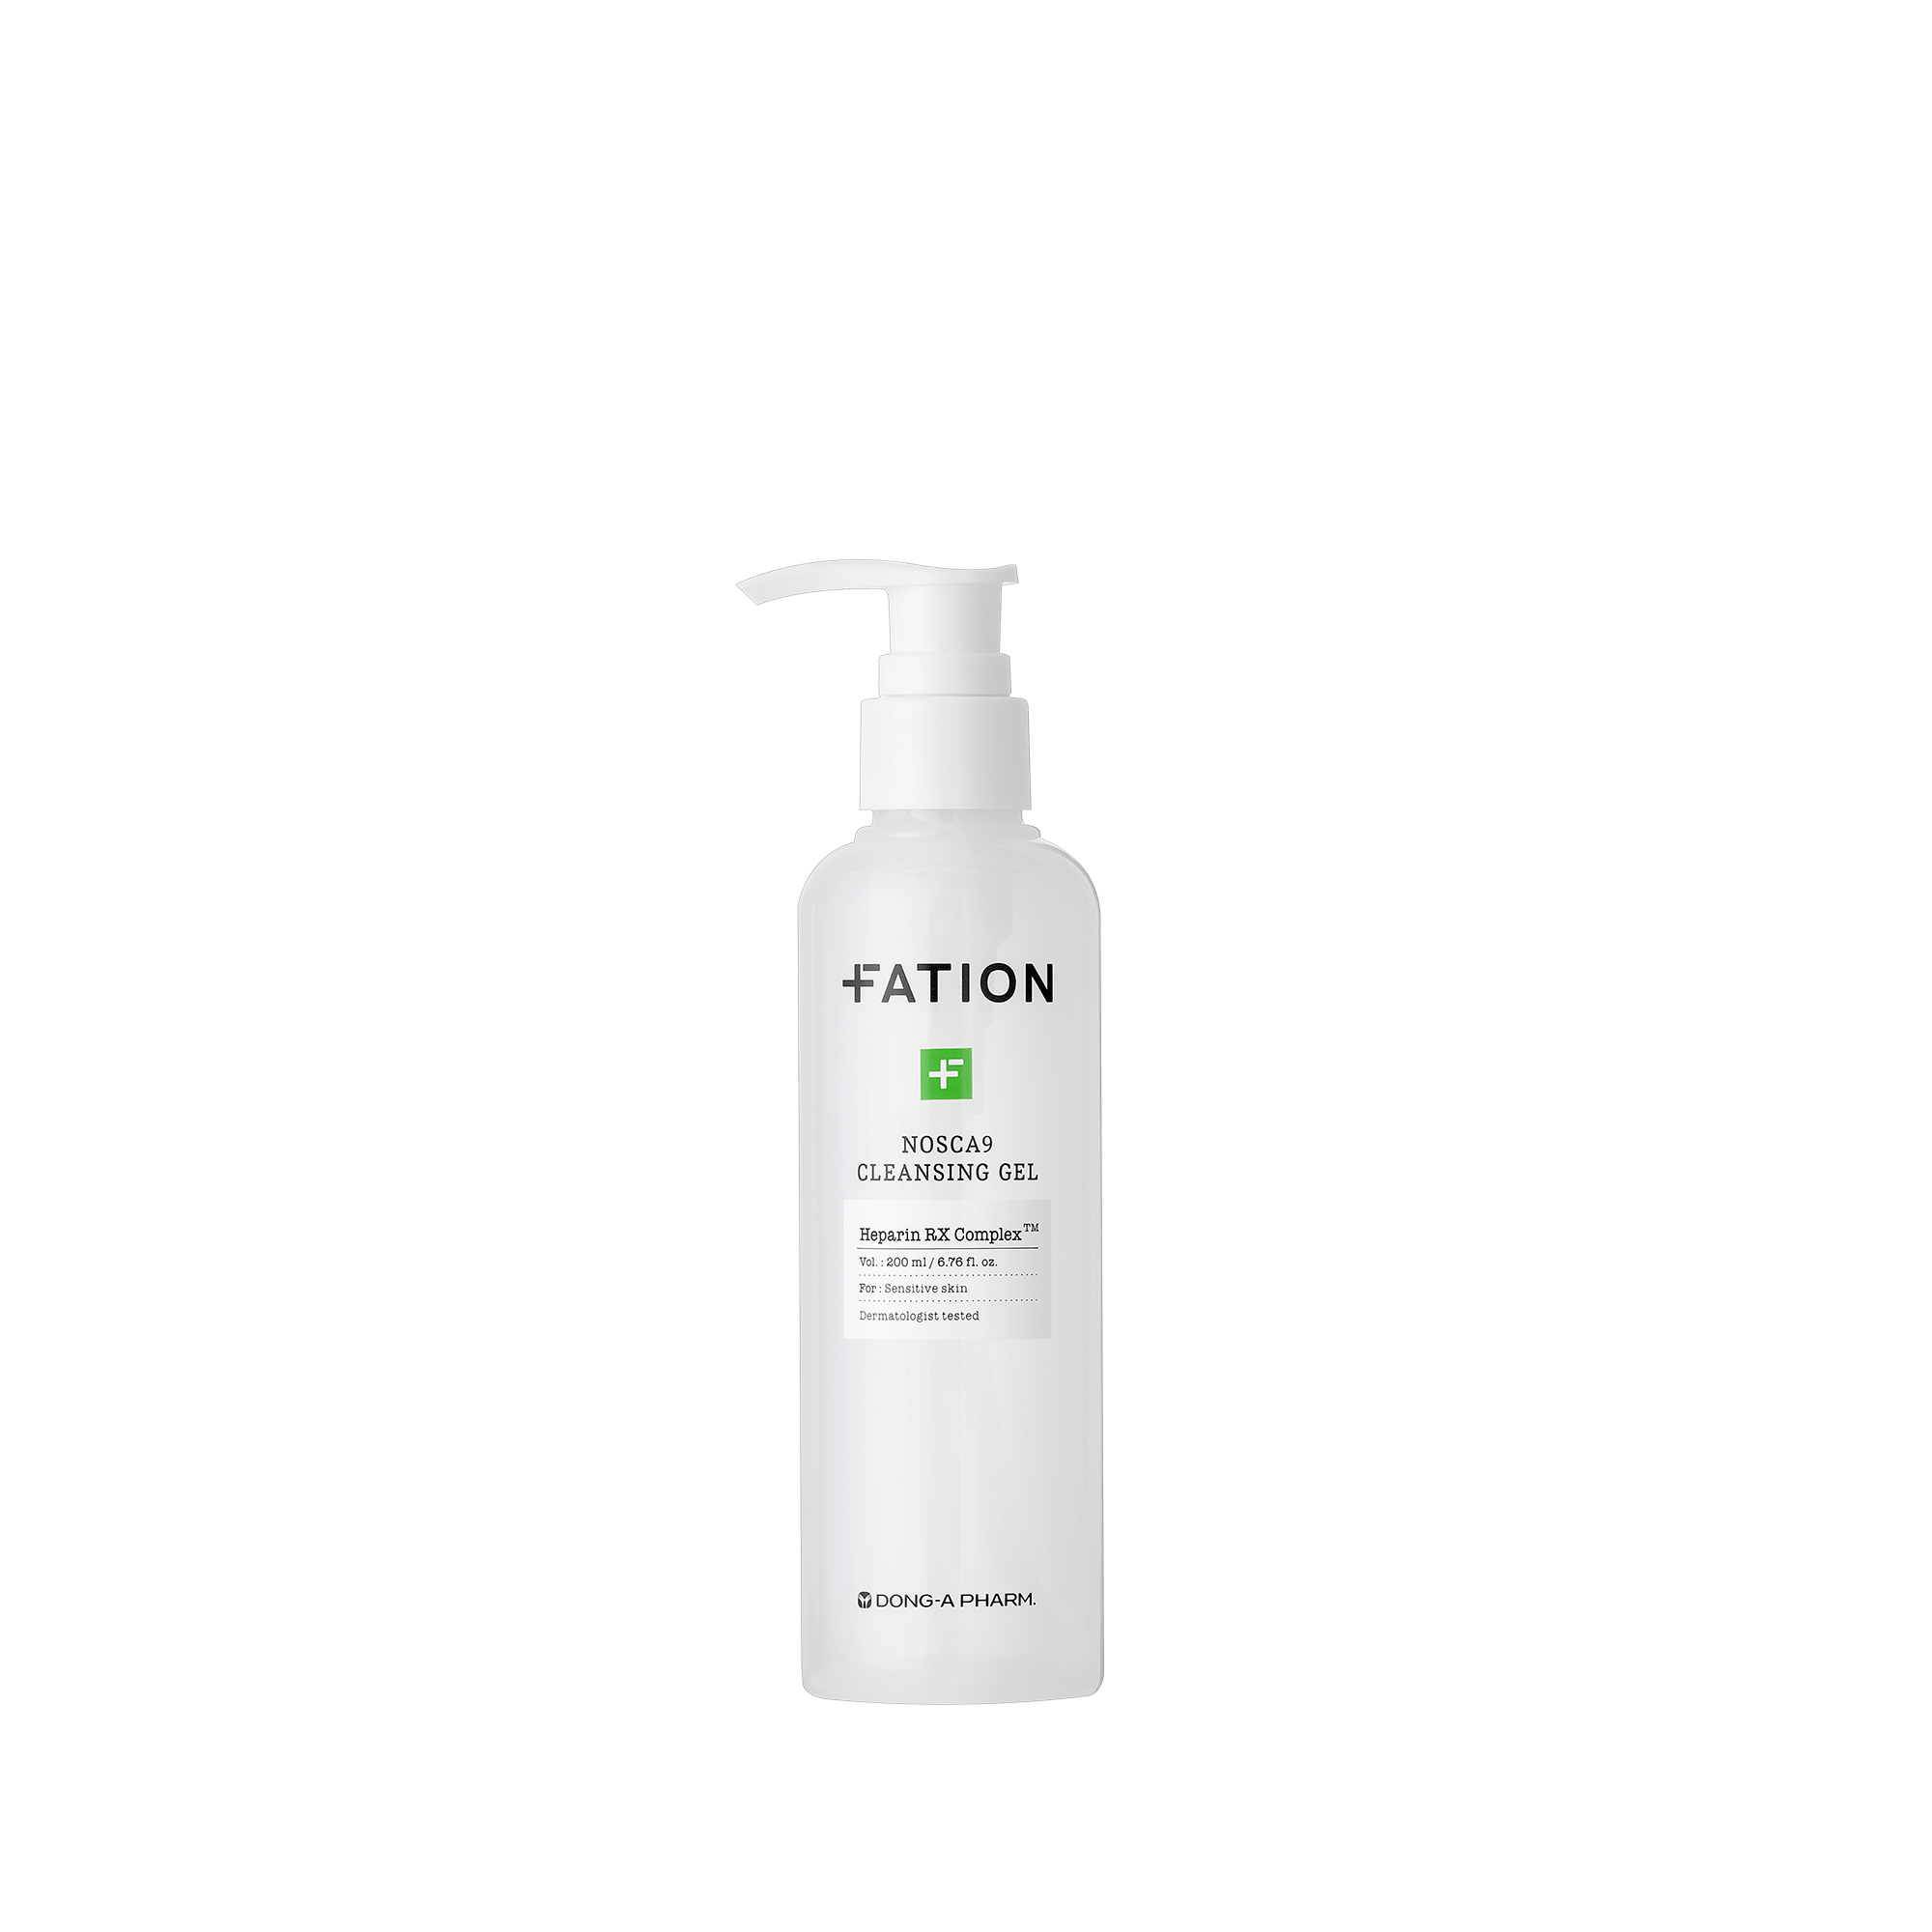 FATION
F
NOSCA9
CLEANSING GEL
Heparin RX Complex™
Vol. : 200 ml / 6.76 fl. oz.
For : Sensitive skin
Dermatologist tested
DONG-A PHARM.